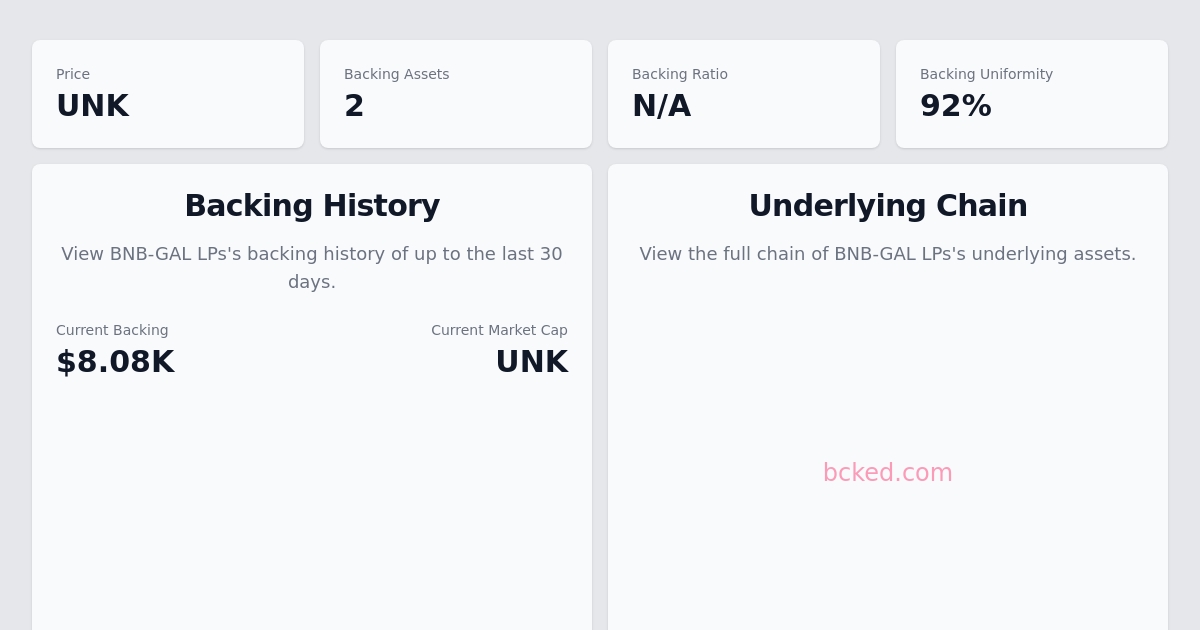 Price
UNK
Backing Assets
2
Backing Ratio
N/A
Backing Uniformity
92%
Backing History
View BNB-GAL LPs's backing history of up to the last 30
days.
Current Backing
$8.08K
Current Market Cap
UNK
Underlying Chain
View the full chain of BNB-GAL LPs's underlying assets.
bcked.com